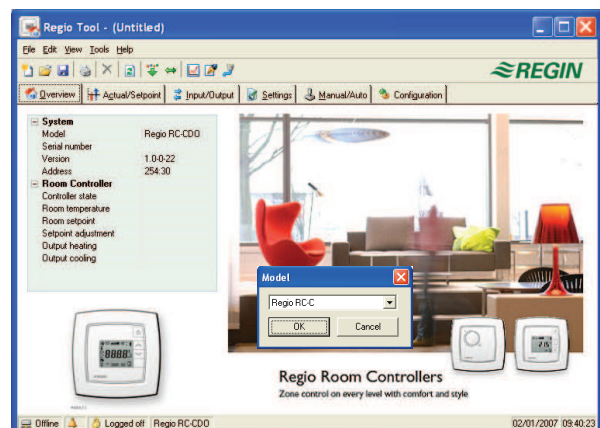 Regio Tool - (Untitled)
File Edit View Tools Help
REGIN
Overview Actual/Setpoint Input/Output Settings Manual/Auto Configuration
System
Model Regio RC-CDO
Serial number
Version 1.0-0-22
Address 254:30
Room Controller
Controller state
Room temperature
Room setpoint
Setpoint adjustment
Output heating
Output cooling
Model
Regio RC-C
OK Cancel
Regio Room Controllers
Zone control on every level with comfort and style
Offline Logged off Regio RC-CDO 02/01/2007 09:40:23